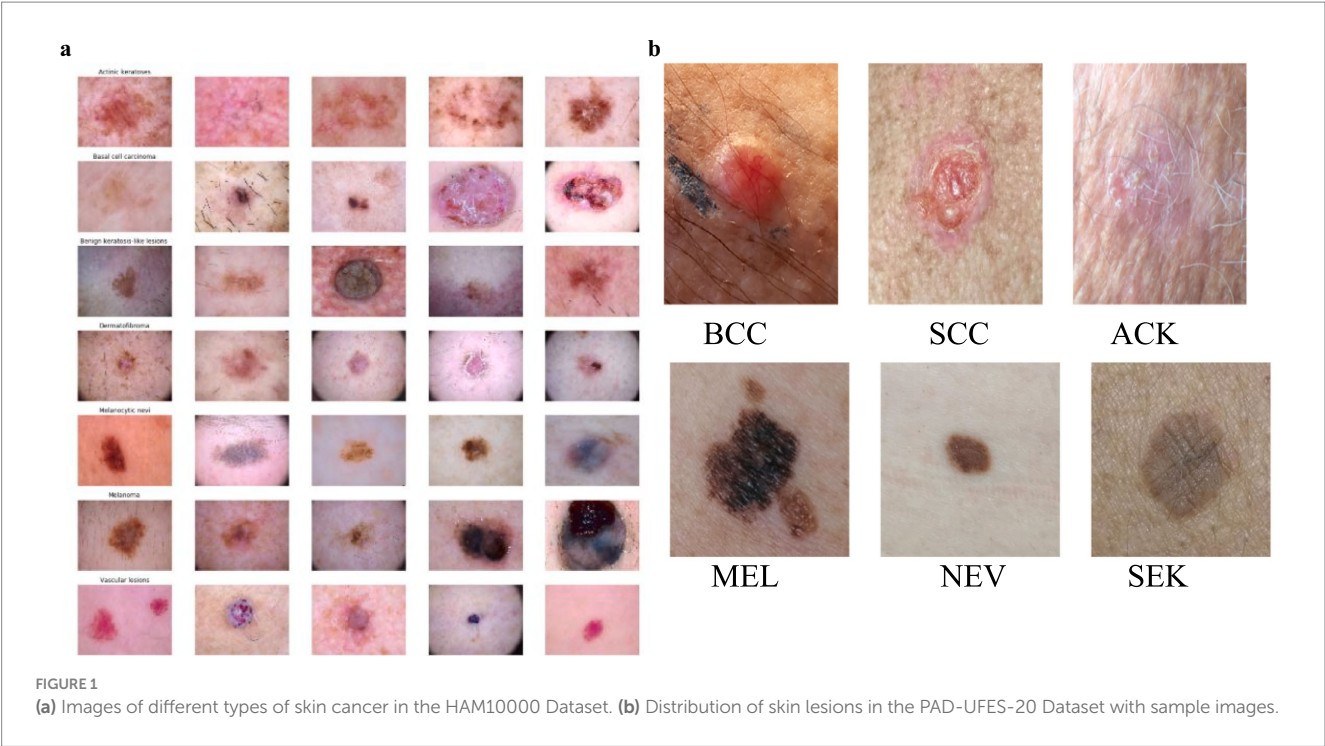 a
Actinic keratoses
Basal cell carcinoma
Benign keratosis-like lesions
Dermatofibroma
Melanocytic nevi
Melanoma
Vascular lesions
b
BCC
SCC
ACK
MEL
NEV
SEK
FIGURE 1
(a) Images of different types of skin cancer in the HAM10000 Dataset. (b) Distribution of skin lesions in the PAD-UFES-20 Dataset with sample images.